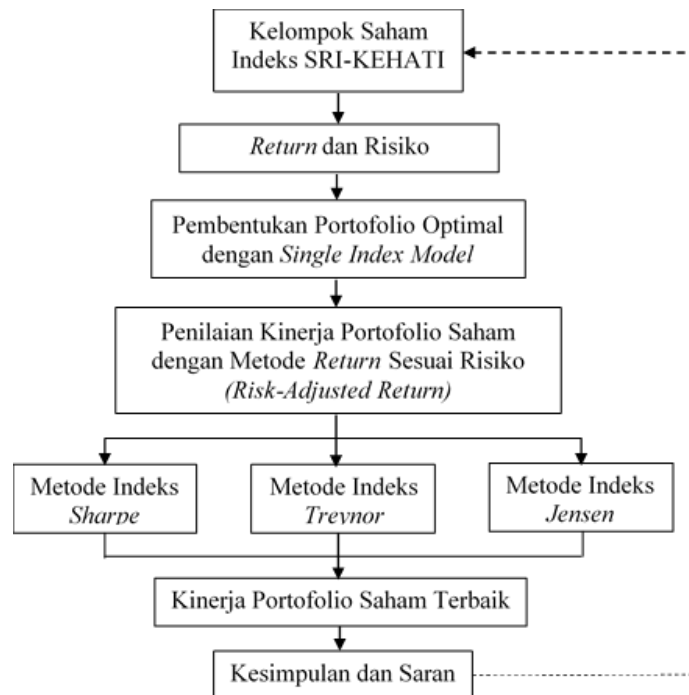 Kelompok Saham
Indeks SRI-KEHATI
Return dan Risiko
Pembentukan Portofolio Optimal
dengan Single Index Model
Penilaian Kinerja Portofolio Saham
dengan Metode Return Sesuai Risiko
(Risk-Adjusted Return)
Metode Indeks
Sharpe
Metode Indeks
Treynor
Metode Indeks
Jensen
Kinerja Portofolio Saham Terbaik
Kesimpulan dan Saran